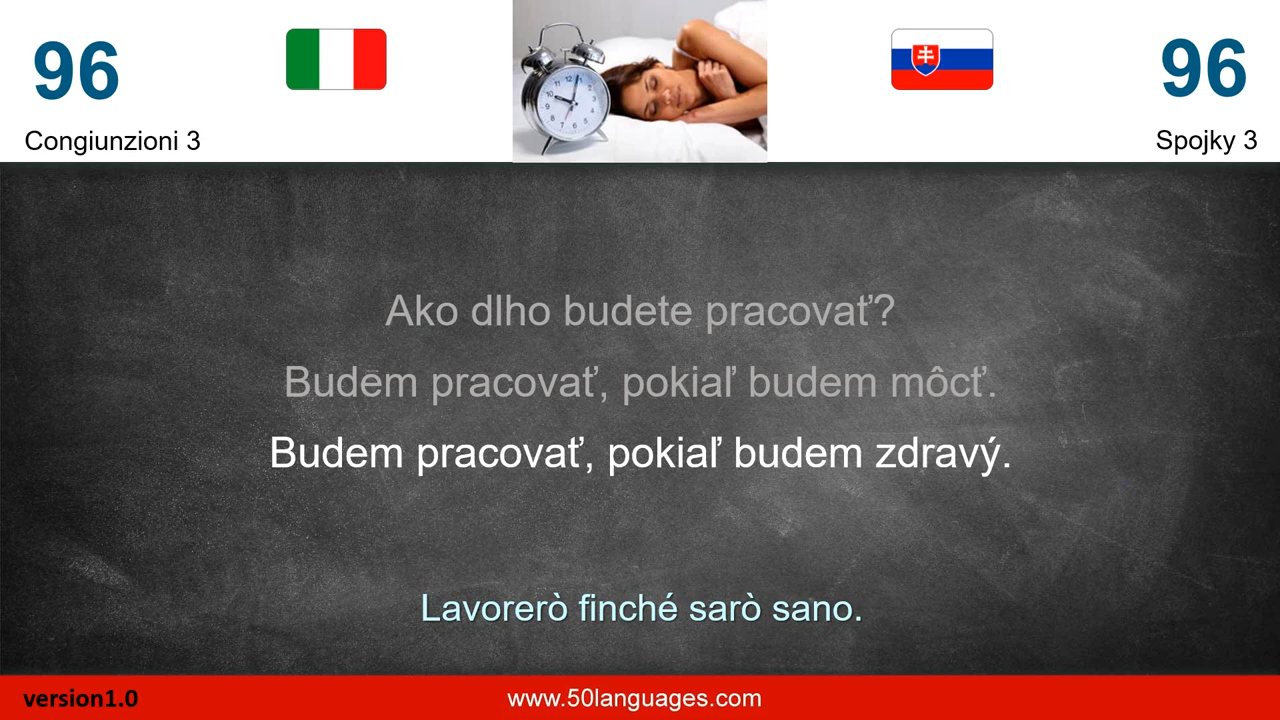 96
96
Congiunzioni 3
Spojky 3
Ako dlho budete pracovať?
Budem pracovať, pokiaľ budem môcť.
Budem pracovať, pokiaľ budem zdravý.
Lavorerò finché sarò sano.
version1.0
www.50languages.com